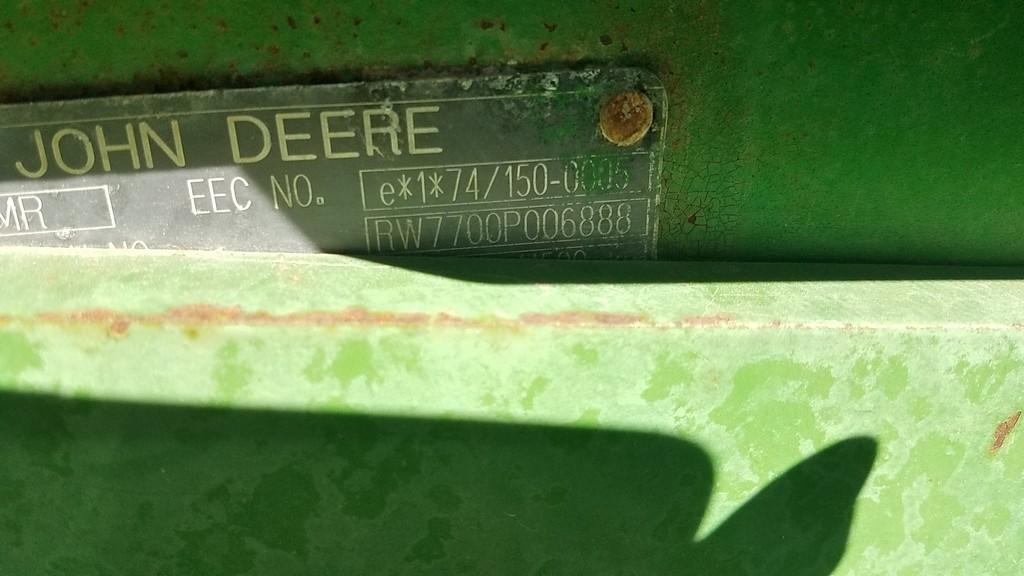 JOHN DEERE
MR EEC NO. e*1*74/150-0005
RW7700P006888